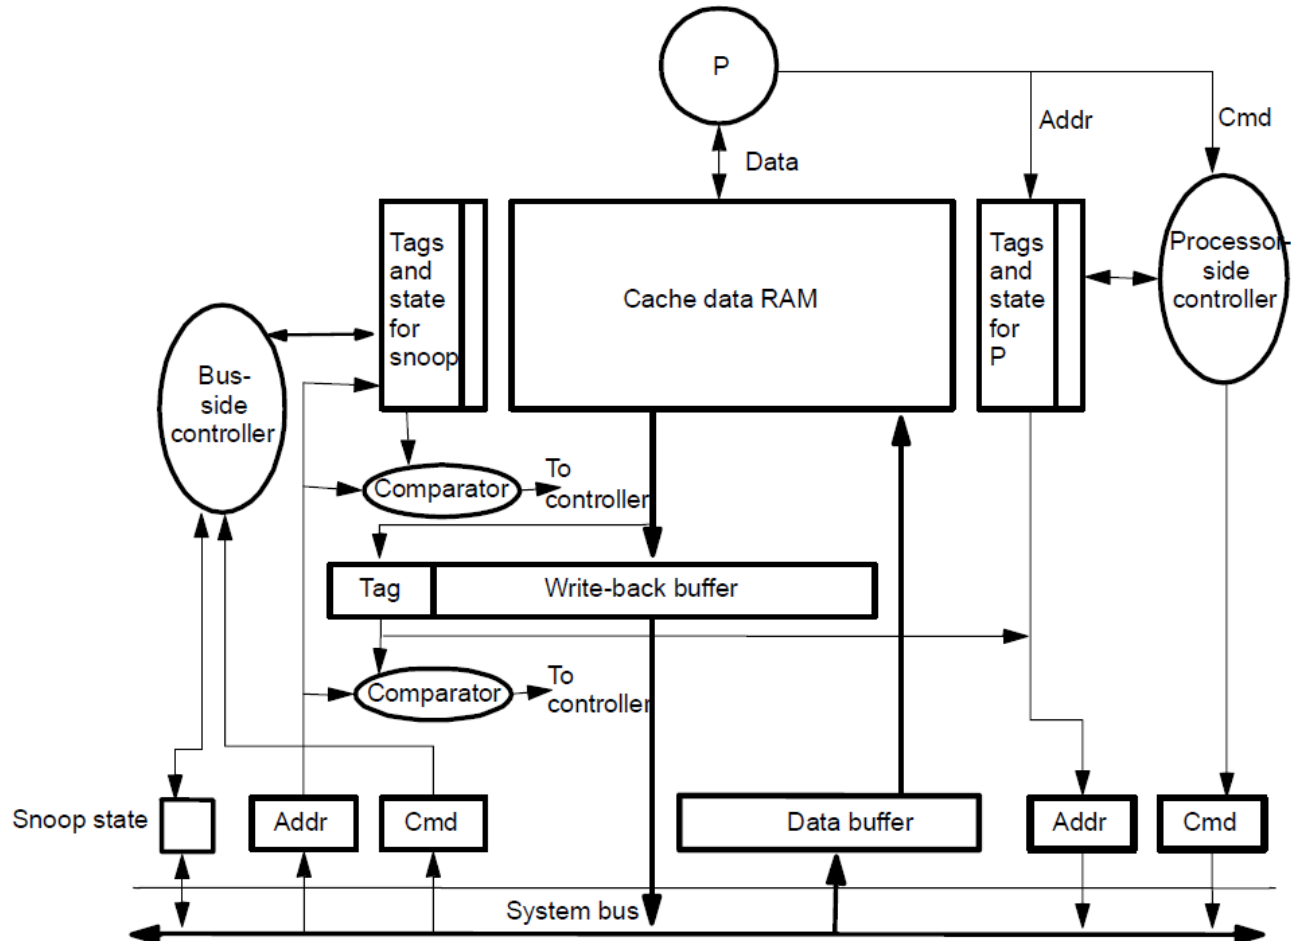 P
Addr
Cmd
Data
Tags
and
state
for
snoop
Cache data RAM
Tags
and
state
for
P
Processor-
side
controller
Bus-
side
controller
Comparator
To
controller
Tag
Write-back buffer
Comparator
To
controller
Snoop state
Addr
Cmd
Data buffer
Addr
Cmd
System bus